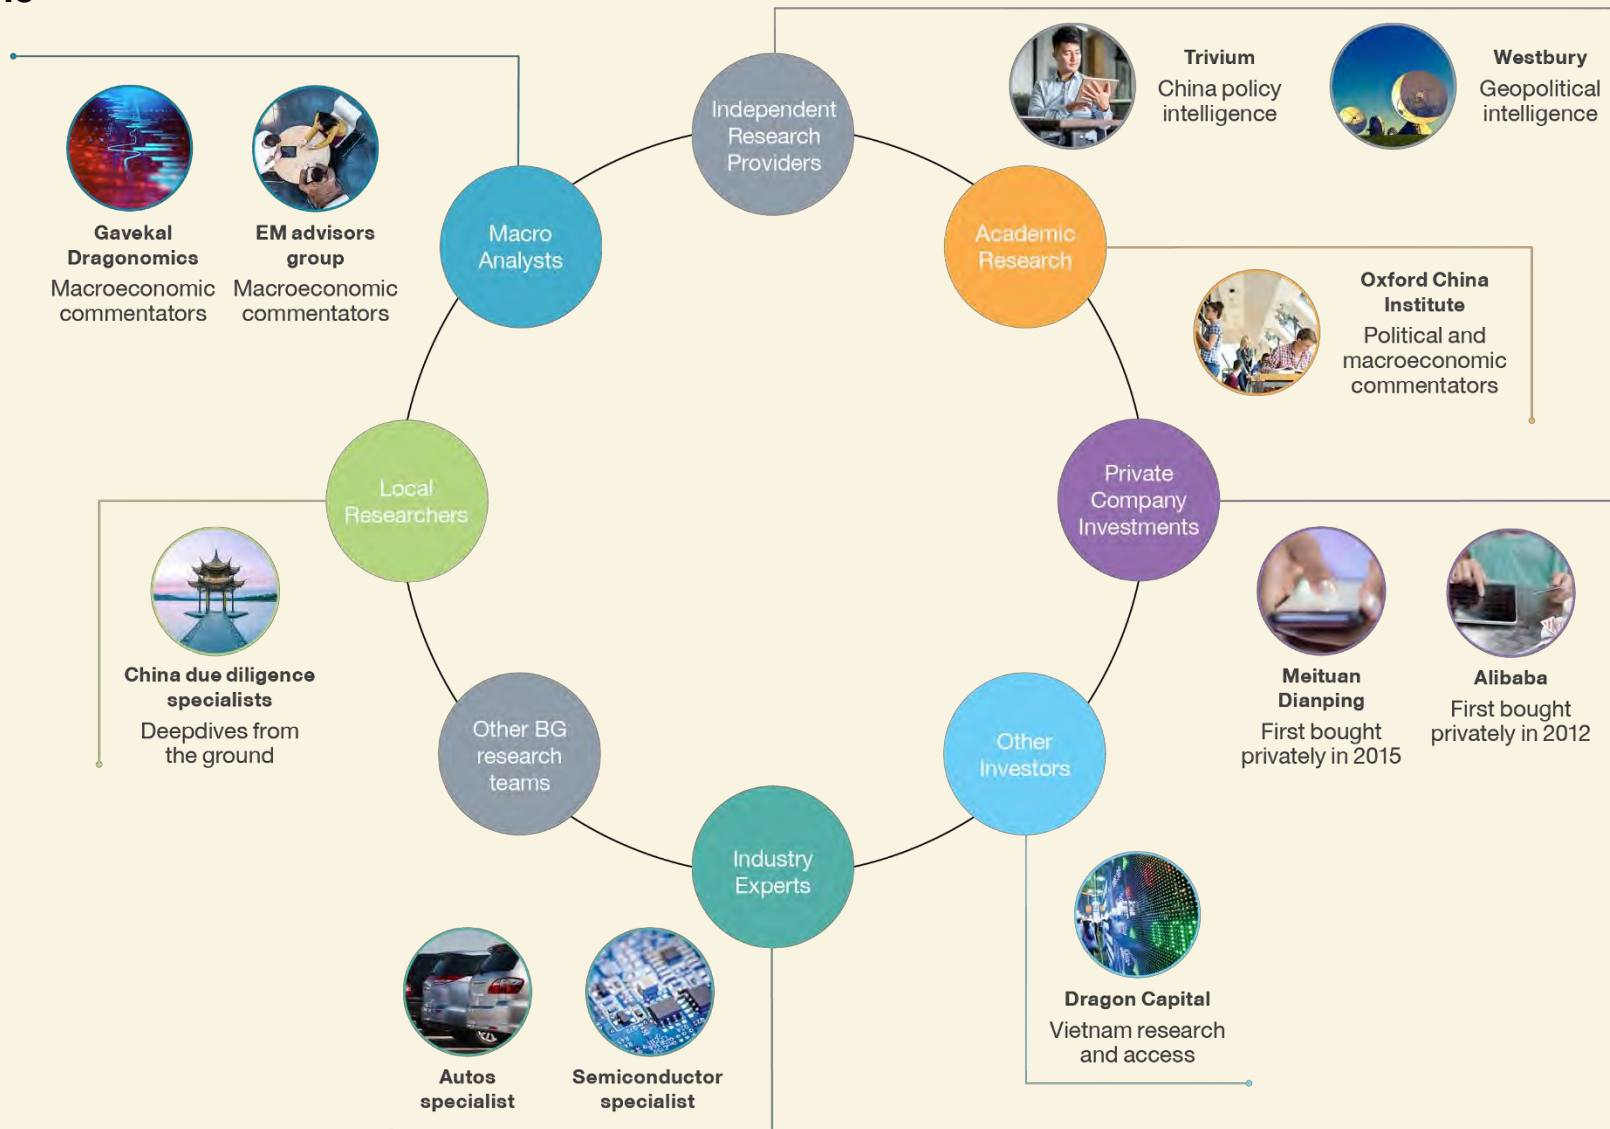 Independent
Research
Providers
Trivium
China policy
intelligence
Westbury
Geopolitical
intelligence
Macro
Analysts
Gavekal
Dragonomics
Macroeconomic
commentators
EM advisors
group
Macroeconomic
commentators
Academic
Research
Oxford China
Institute
Political and
macroeconomic
commentators
Local
Researchers
China due diligence
specialists
Deepdives from
the ground
Private
Company
Investments
Meituan
Dianping
First bought
privately in 2015
Alibaba
First bought
privately in 2012
Other BG
research
teams
Other
Investors
Dragon Capital
Vietnam research
and access
Industry
Experts
Autos
specialist
Semiconductor
specialist